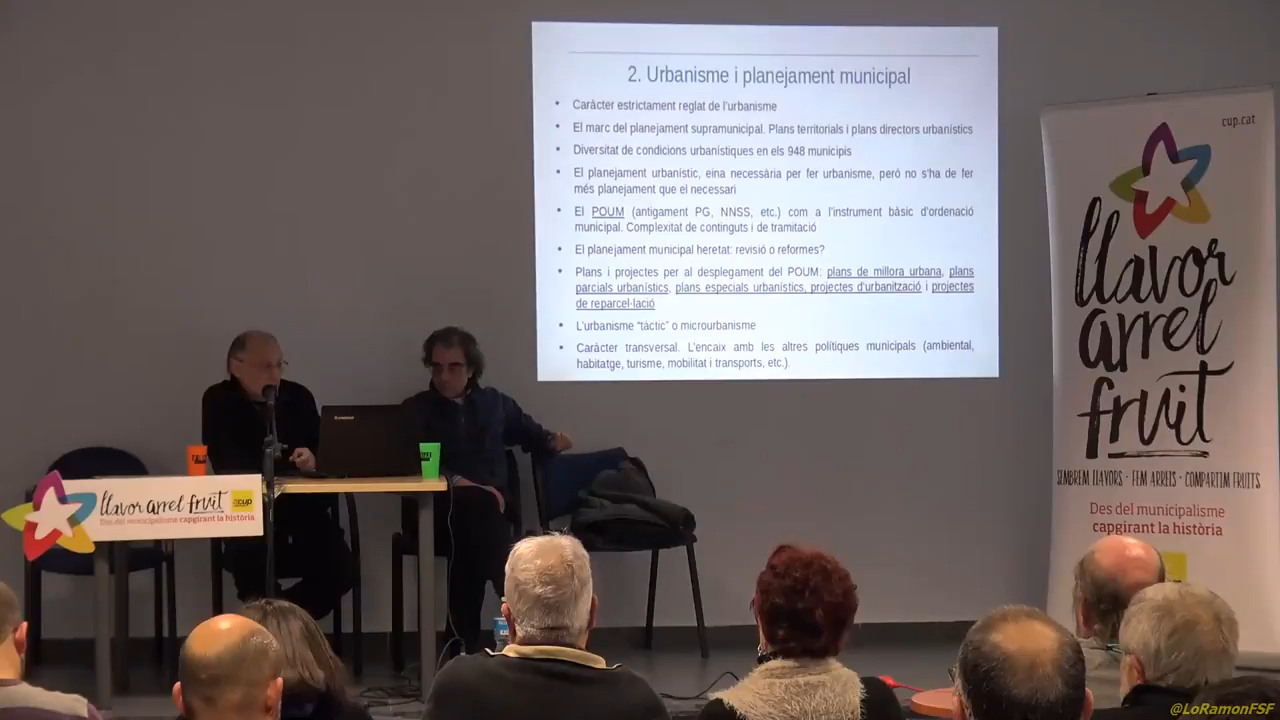 2. Urbanisme i planejament municipal
• Caràcter estrictament reglat de l'urbanisme
• El marc del planejament supramunicipal. Plans territorials i plans directors urbanístics
• Diversitat de condicions urbanístiques en els 948 municipis
• El planejament urbanístic, eina necessària per fer urbanisme, però no s'ha de fer
més planejament que el necessari
• El POUM (antigament PG, NNSS, etc.) com a l'instrument bàsic d'ordenació
municipal. Complexitat de continguts i de tramitació
• El planejament municipal heretat: revisió o reformes?
• Plans i projectes per al desplegament del POUM: plans de millora urbana, plans
parcials urbanístics, plans especials urbanístics, projectes d'urbanització i projectes
de reparcel·lació
• L'urbanisme "tàctic" o microurbanisme
• Caràcter transversal. L'encaix amb les altres polítiques municipals (ambiental,
habitatge, turisme, mobilitat i transports, etc.).
cup.cat
llavor
arrel
fruit
SEMBREM LLAVORS · FEM ARRELS · COMPARTIM FRUITS
Des del municipalisme
capgirant la història
llavor arrel fruit
cup
Des del municipalisme capgirant la història
@LoRamonFSF